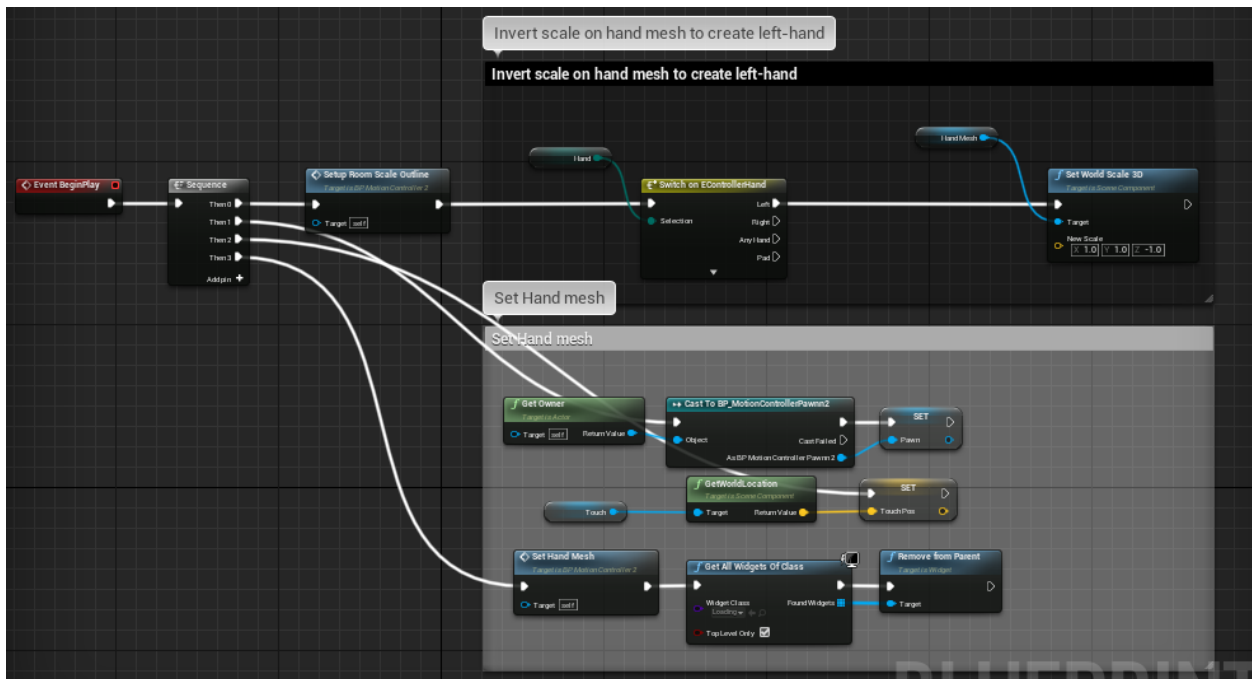 Invert scale on hand mesh to create left-hand
Invert scale on hand mesh to create left-hand
Hand
Hand Mesh
Event BeginPlay
Sequence
Then 0
Then 1
Then 2
Then 3
Add pin
Setup Room Scale Outline
Target is BP Motion Controller 2
Target self
Switch on EControllerHand
Selection
Left
Right
Any Hand
Pad
Set World Scale 3D
Target is Scene Component
Target
New Scale
X 1.0 Y 1.0 Z -1.0
Set Hand mesh
Set Hand mesh
Get Owner
Target is Actor
Target self Return Value
Cast To BP_MotionControllerPawnn2
Object
Cast Failed
As BP Motion Controller Pawnn 2
SET
Pawn
Touch
GetWorldLocation
Target is Scene Component
Target Return Value
SET
Touch Pos
Set Hand Mesh
Target is BP Motion Controller 2
Target self
Get All Widgets Of Class
Widget Class
Loading
Found Widgets
Top Level Only
Remove from Parent
Target is Widget
Target
BLUEPRINT